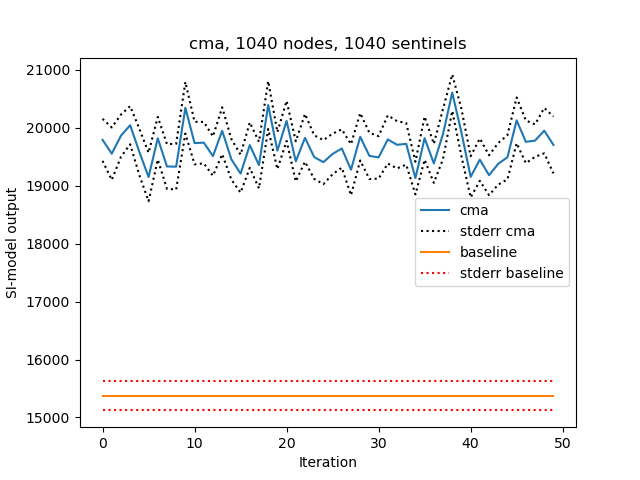 cma, 1040 nodes, 1040 sentinels
SI-model output
21000
20000
19000
18000
17000
16000
15000
cma
stderr cma
baseline
stderr baseline
0 10 20 30 40 50
Iteration